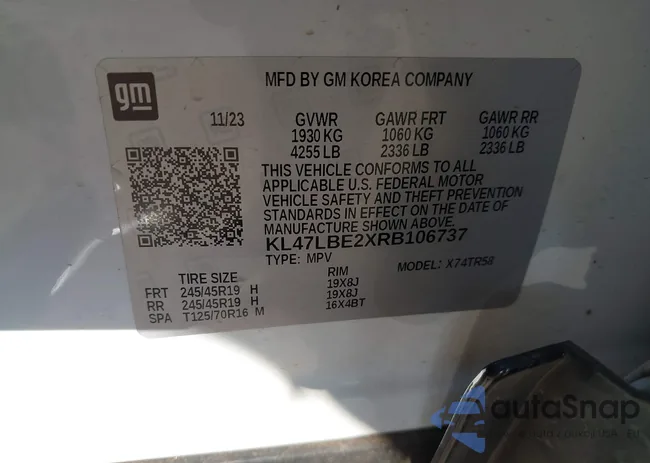 gm
MFD BY GM KOREA COMPANY
11/23 GVWR GAWR FRT GAWR RR
1930 KG 1060 KG 1060 KG
4255 LB 2336 LB 2336 LB
THIS VEHICLE CONFORMS TO ALL
APPLICABLE U.S. FEDERAL MOTOR
VEHICLE SAFETY AND THEFT PREVENTION
STANDARDS IN EFFECT ON THE DATE OF
MANUFACTURE SHOWN ABOVE.
KL47LBE2XRB106737
TYPE: MPV MODEL: X74TR58
TIRE SIZE RIM
FRT 245/45R19 H 19X8J
RR 245/45R19 H 19X8J
SPA T125/70R16 M 16X4BT
autaSnap